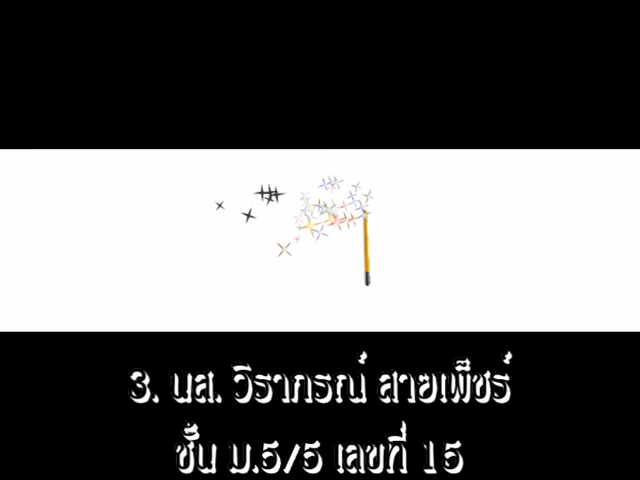 3. นส. วิราภรณ์ สายเพ็ชร์
ชั้น ม.5/5 เลขที่ 15